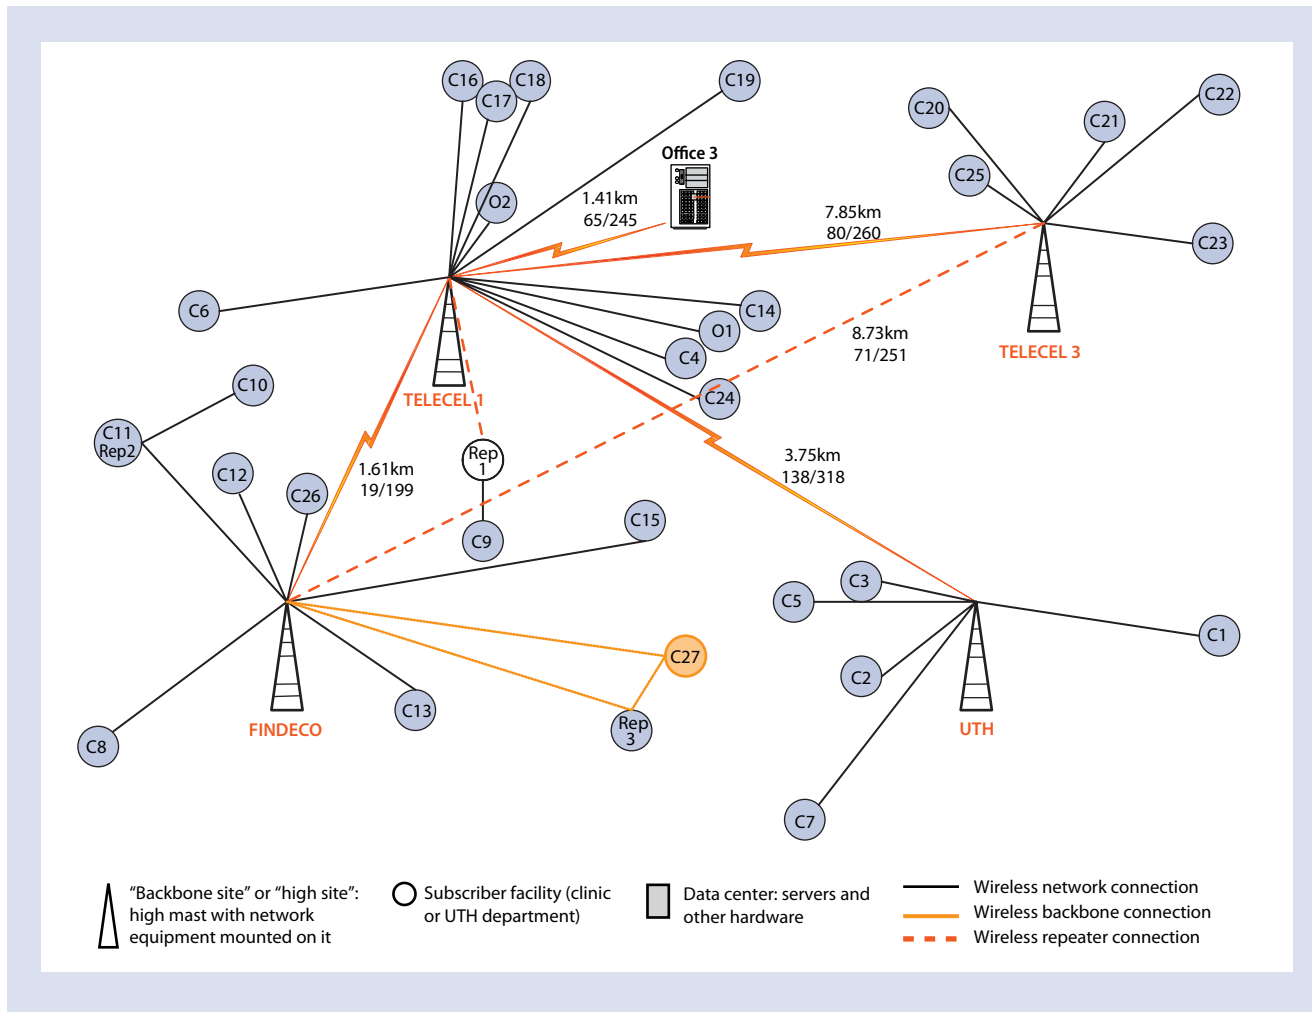 C16
C17
C18
C19
C20
C21
C22
Office 3
C25
1.41km
65/245
O2
7.85km
80/260
C23
C6
C14
O1
C4
8.73km
71/251
TELECEL 3
C10
TELECEL 1
C24
C11
Rep2
Rep
1
3.75km
138/318
1.61km
19/199
C12
C26
C15
C9
C3
C5
C1
C27
C2
C13
Rep
3
FINDECO
UTH
C8
C7
“Backbone site” or “high site”:
high mast with network
equipment mounted on it
Subscriber facility (clinic
or UTH department)
Data center: servers and
other hardware
Wireless network connection
Wireless backbone connection
Wireless repeater connection